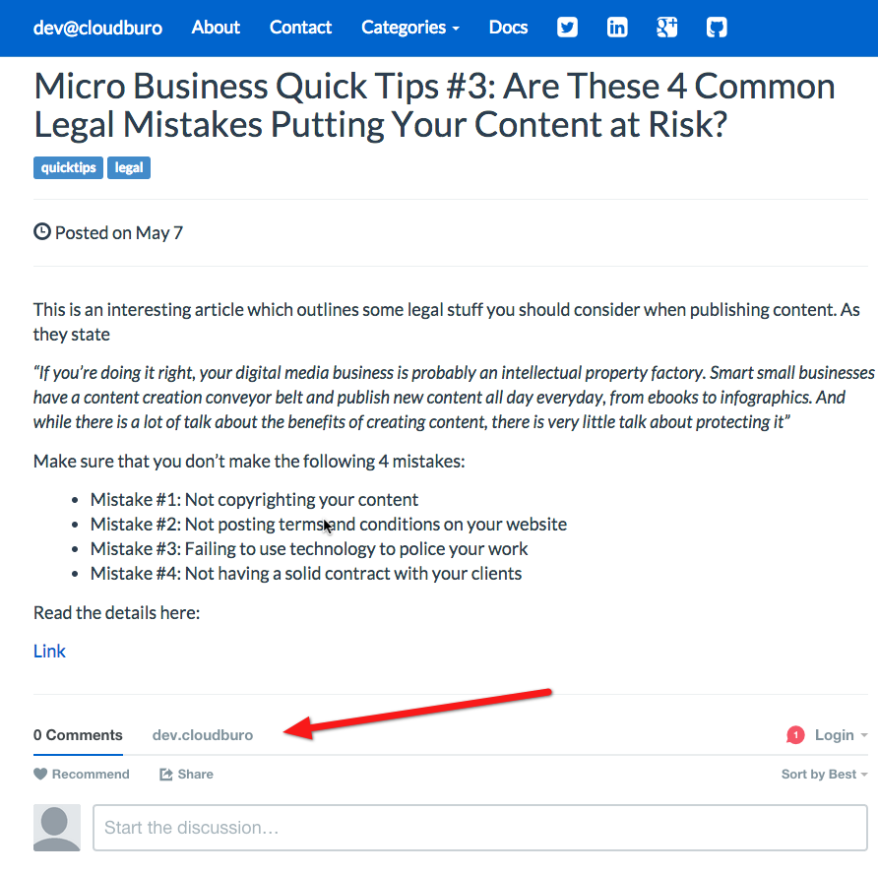 dev@cloudburo About Contact Categories Docs
Micro Business Quick Tips #3: Are These 4 Common
Legal Mistakes Putting Your Content at Risk?
quicktips legal
Posted on May 7
This is an interesting article which outlines some legal stuff you should consider when publishing content. As
they state
“If you’re doing it right, your digital media business is probably an intellectual property factory. Smart small businesses
have a content creation conveyor belt and publish new content all day everyday, from ebooks to infographics. And
while there is a lot of talk about the benefits of creating content, there is very little talk about protecting it”
Make sure that you don’t make the following 4 mistakes:
• Mistake #1: Not copyrighting your content
• Mistake #2: Not posting terms and conditions on your website
• Mistake #3: Failing to use technology to police your work
• Mistake #4: Not having a solid contract with your clients
Read the details here:
Link
0 Comments dev.cloudburo 1 Login
Recommend Share Sort by Best
Start the discussion…